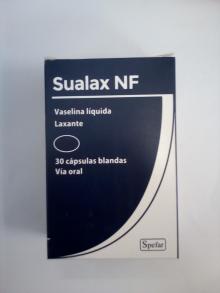 Sualax NF
Vaselina líquida
Laxante
30 cápsulas blandas
Vía oral
Spefar